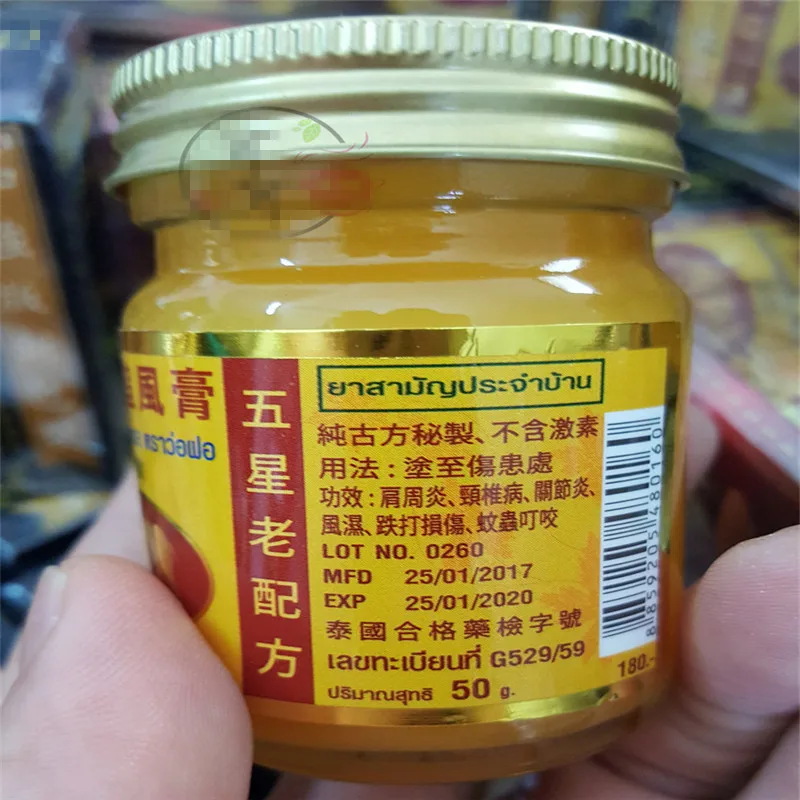 風膏
ตราว่อฝอ
五星老配方
ยาสามัญประจำบ้าน
純古方秘製、不含激素
用法：塗至傷患處
功效：肩周炎、頸椎病、關節炎、
風濕、跌打損傷、蚊蟲叮咬
LOT NO. 0260
MFD 25/01/2017
EXP 25/01/2020
泰國合格藥檢字號
เลขทะเบียนที่ G529/59
ปริมาณสุทธิ 50 g.
180.-
8859205480160